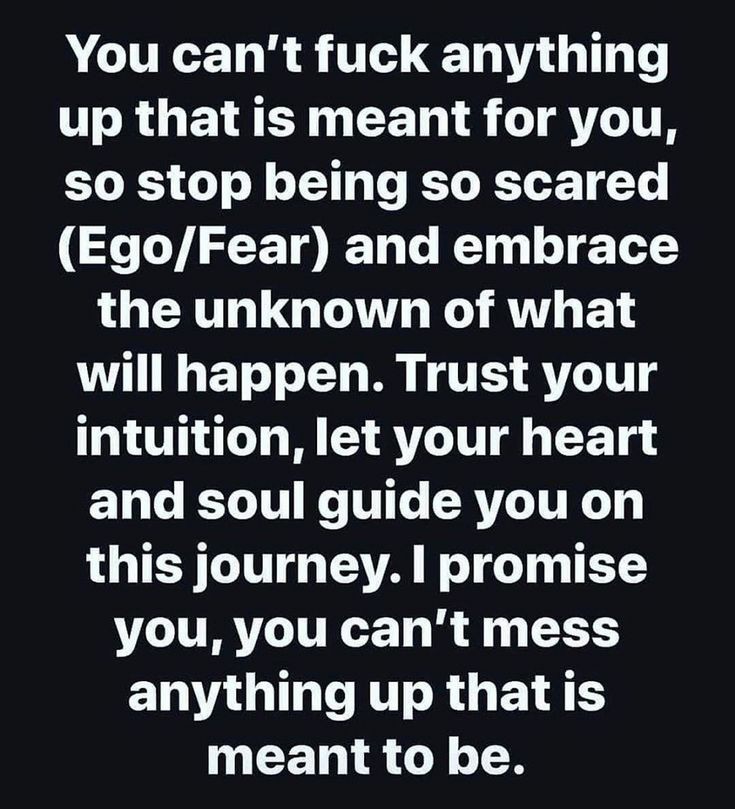 You can’t fuck anything
up that is meant for you,
so stop being so scared
(Ego/Fear) and embrace
the unknown of what
will happen. Trust your
intuition, let your heart
and soul guide you on
this journey. I promise
you, you can’t mess
anything up that is
meant to be.